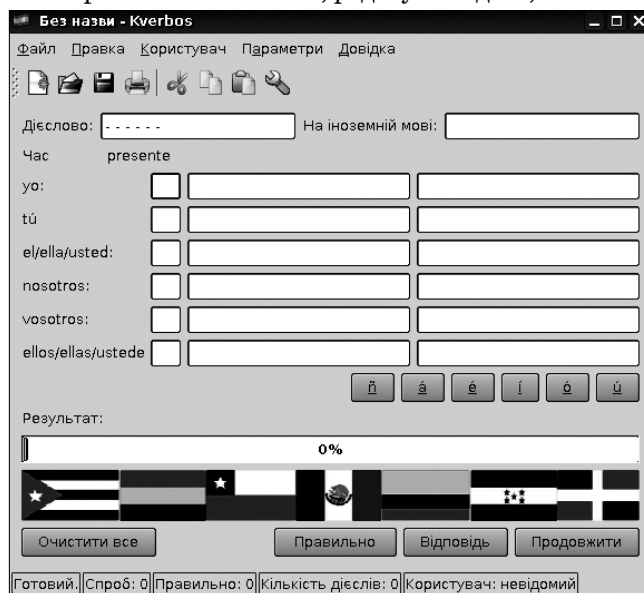 Без назви - Kverbos
Файл Правка Користувач Параметри Довідка
Дієслово: - - - - - - На іноземній мові:
Час presente
yo:
tú
el/ella/usted:
nosotros:
vosotros:
ellos/ellas/ustede
ñ á é í ó ú
Результат:
0%
Очистити все Правильно Відповідь Продовжити
Готовий. Спроб: 0 Правильно: 0 Кількість дієслів: 0 Користувач: невідомий